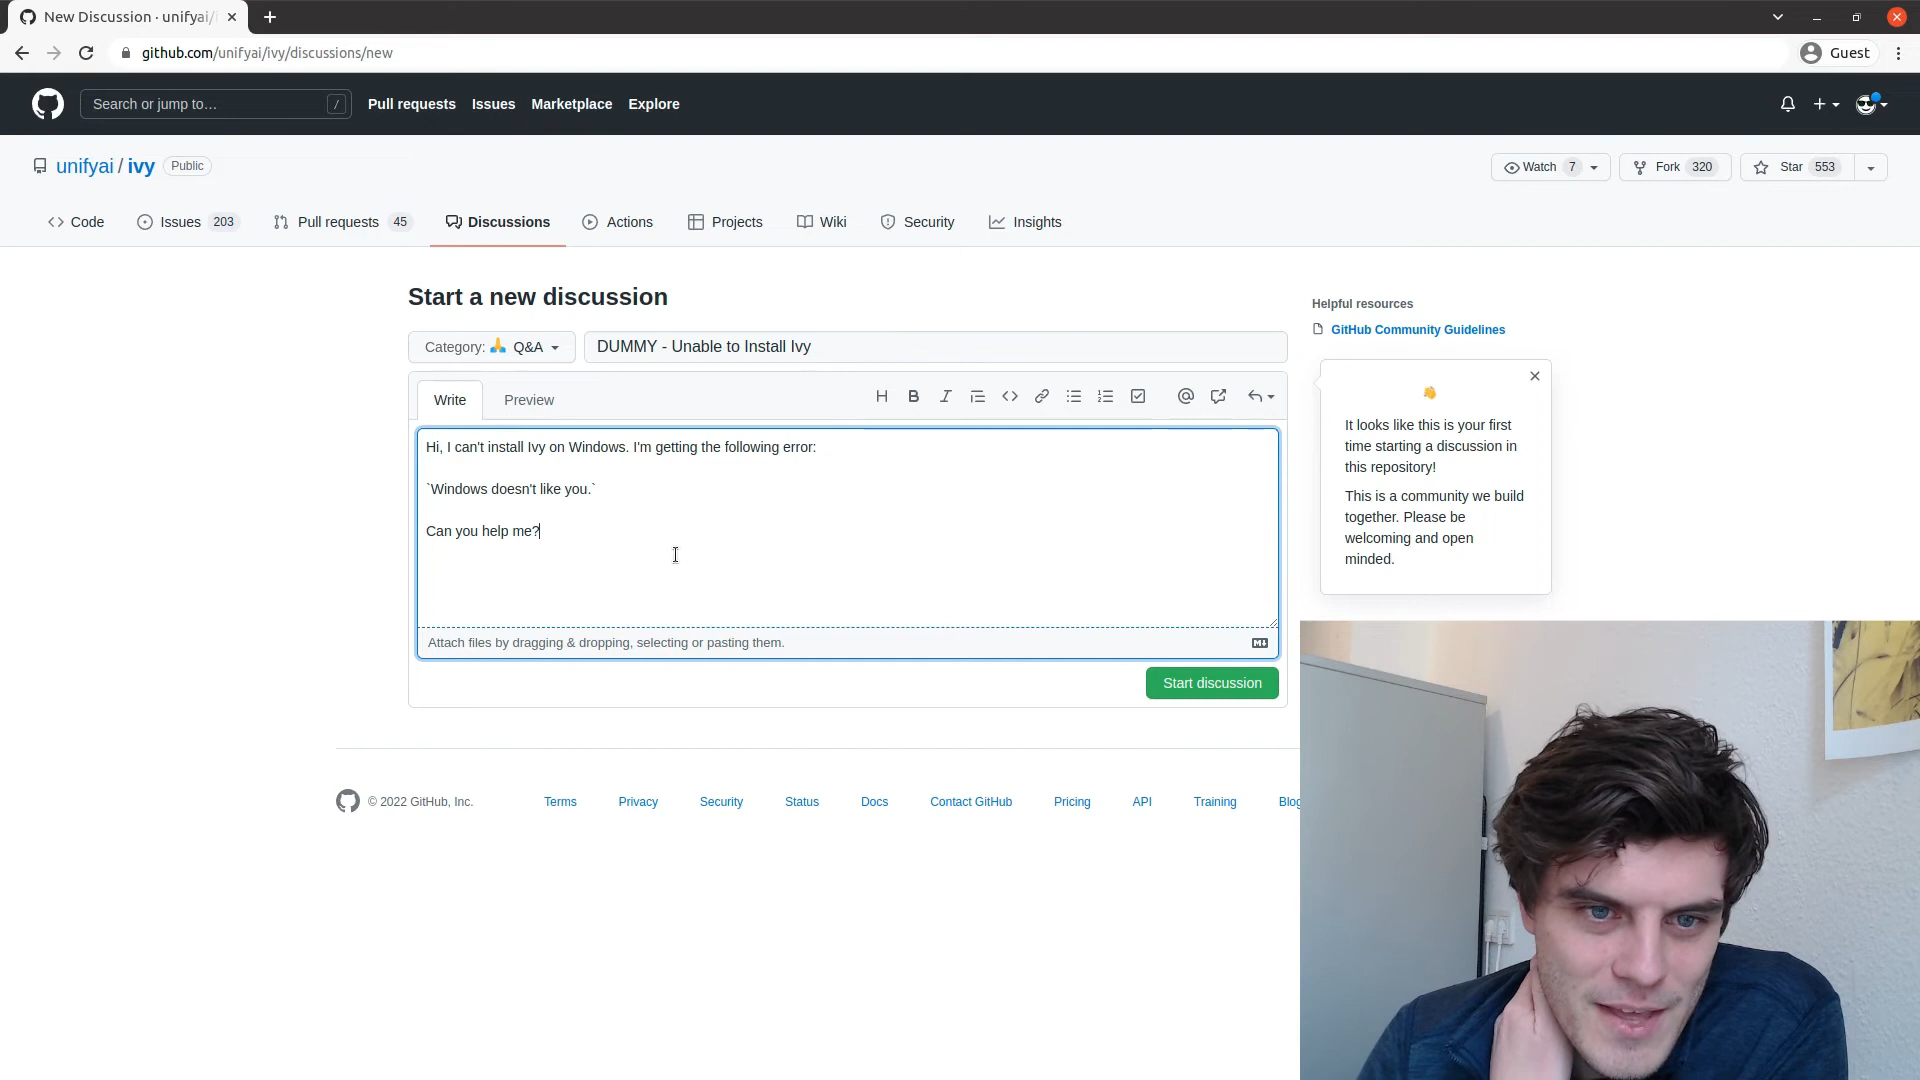 New Discussion · unifyai/i
github.com/unifyai/ivy/discussions/new
Guest
Search or jump to…
/
Pull requests
Issues
Marketplace
Explore
unifyai / ivy
Public
Watch 7
Fork 320
Star 553
Code
Issues 203
Pull requests 45
Discussions
Actions
Projects
Wiki
Security
Insights
Start a new discussion
Category: 🙏 Q&A
DUMMY - Unable to Install Ivy
Write
Preview
Hi, I can't install Ivy on Windows. I'm getting the following error:
`Windows doesn't like you.`
Can you help me?
Attach files by dragging & dropping, selecting or pasting them.
Start discussion
Helpful resources
GitHub Community Guidelines
👋
It looks like this is your first
time starting a discussion in
this repository!
This is a community we build
together. Please be
welcoming and open
minded.
© 2022 GitHub, Inc.
Terms
Privacy
Security
Status
Docs
Contact GitHub
Pricing
API
Training
Blog